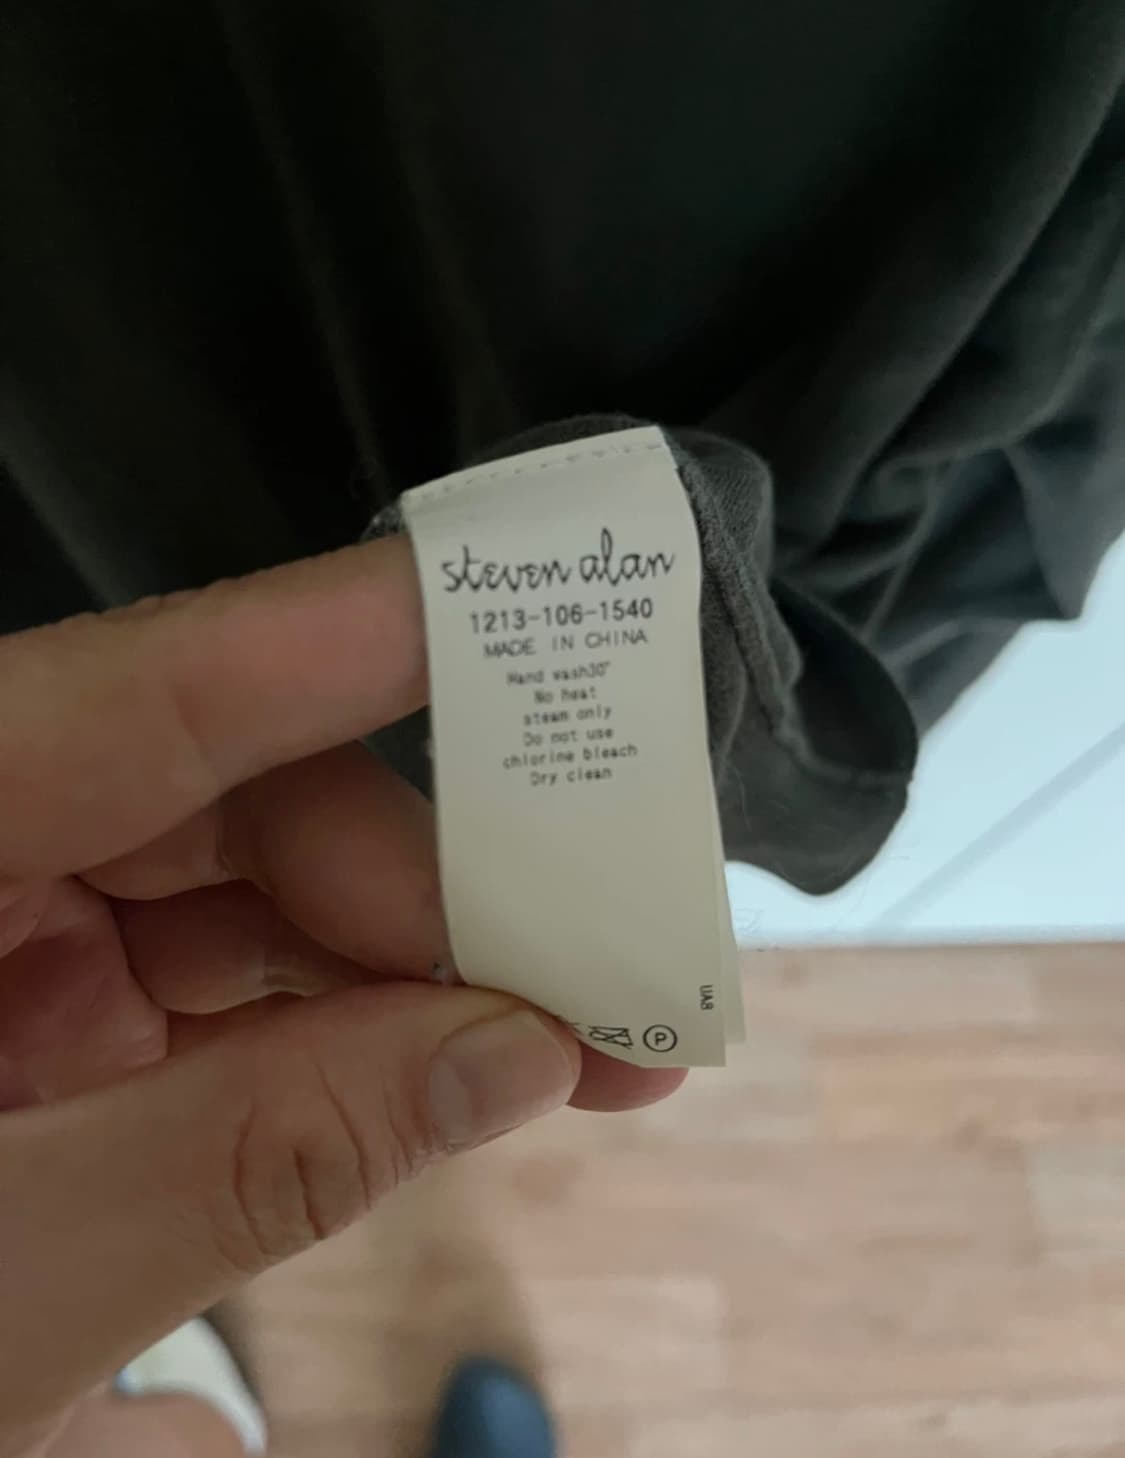 steven alan
1213-106-1540
MADE IN CHINA
Hand wash30°
No heat
steam only
Do not use
chlorine bleach
Dry clean
UA8
P